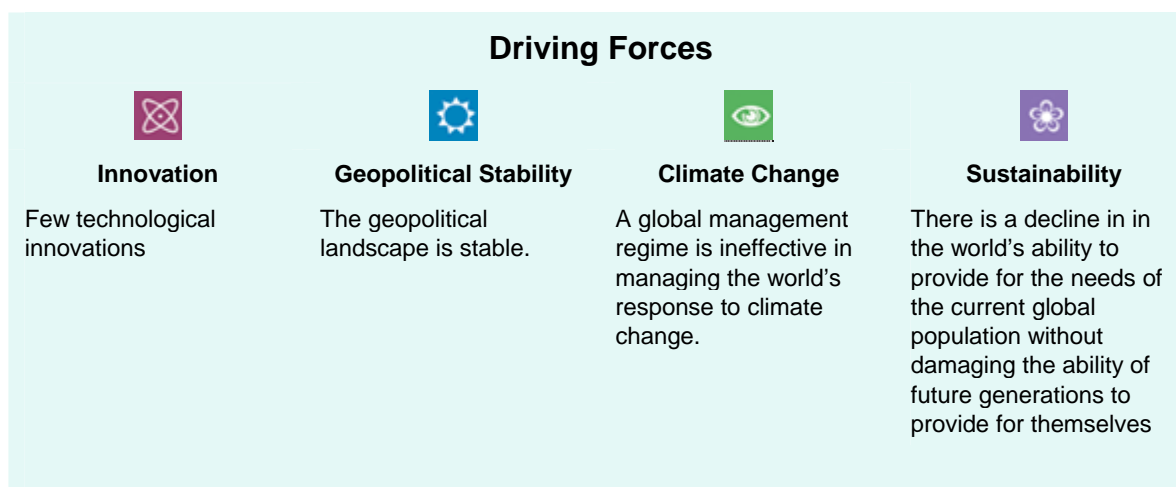 Driving Forces
Innovation
Few technological
innovations
Geopolitical Stability
The geopolitical
landscape is stable.
Climate Change
A global management
regime is ineffective in
managing the world’s
response to climate
change.
Sustainability
There is a decline in in
the world’s ability to
provide for the needs of
the current global
population without
damaging the ability of
future generations to
provide for themselves